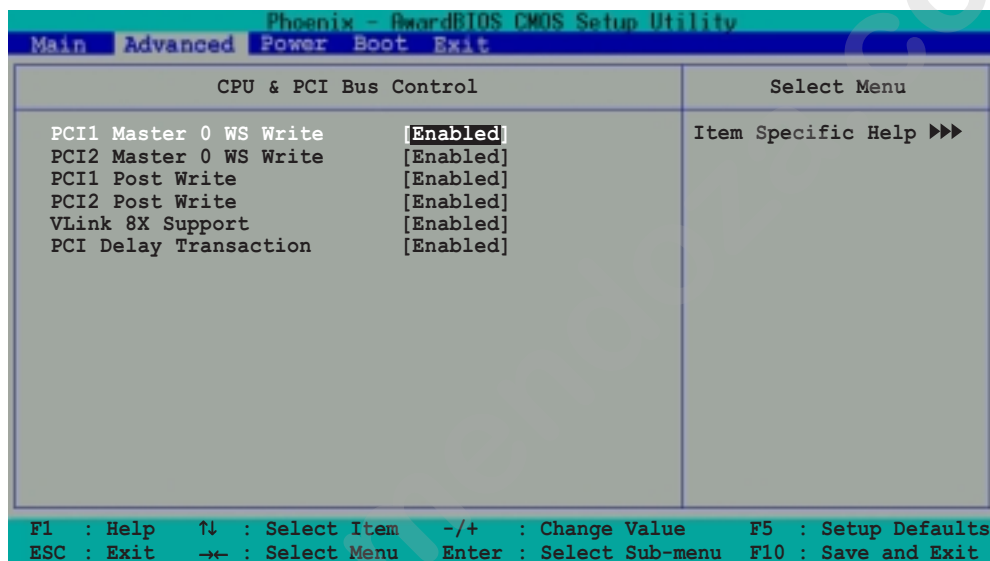 Phoenix - AwardBIOS CMOS Setup Utility
Main Advanced Power Boot Exit
CPU & PCI Bus Control
Select Menu
PCI1 Master 0 WS Write [Enabled]
Item Specific Help ▶▶▶
PCI2 Master 0 WS Write [Enabled]
PCI1 Post Write [Enabled]
PCI2 Post Write [Enabled]
VLink 8X Support [Enabled]
PCI Delay Transaction [Enabled]
F1 : Help ↑↓ : Select Item -/+ : Change Value F5 : Setup Defaults
ESC : Exit →← : Select Menu Enter : Select Sub-menu F10 : Save and Exit